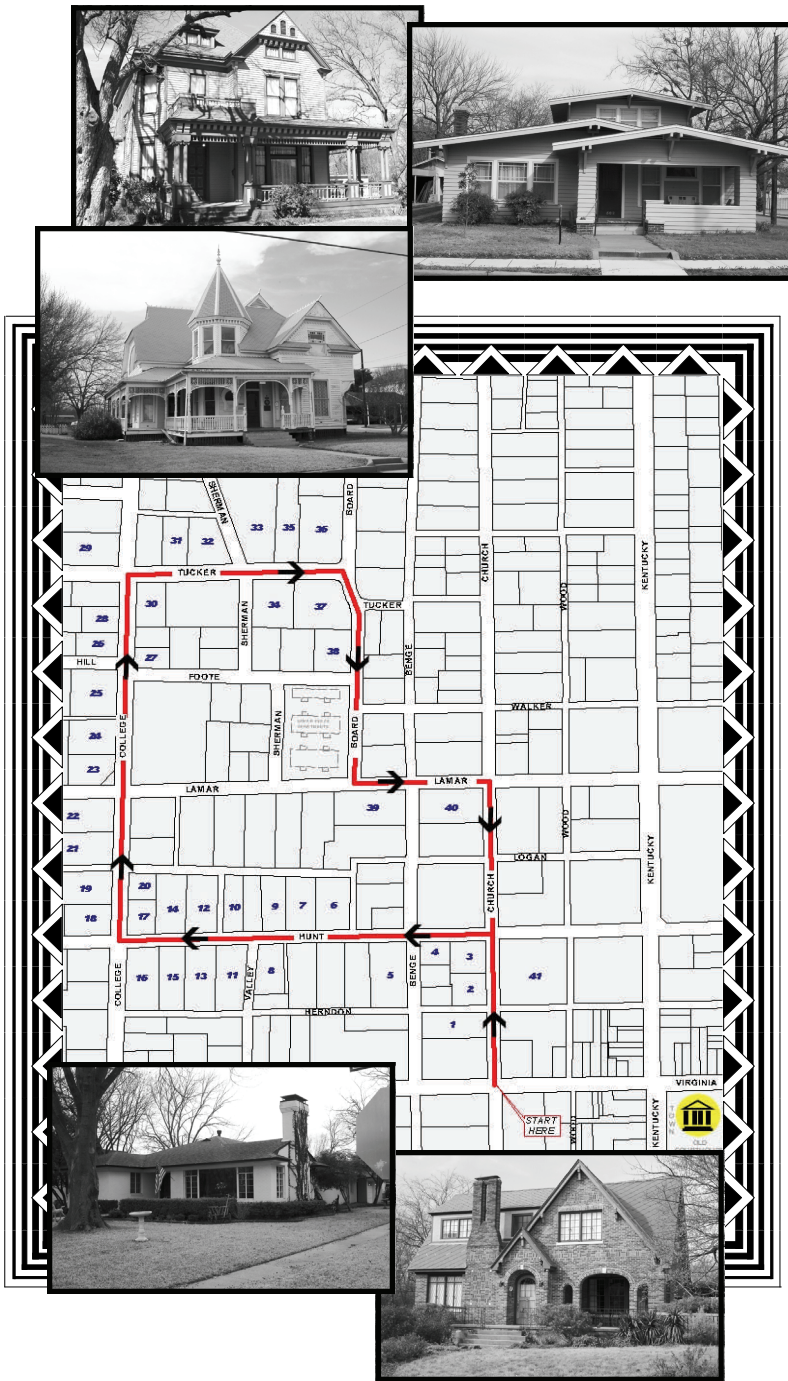 SHERMAN
BOARD
33
35
36
31
32
29
CHURCH
KENTUCKY
TUCKER
30
34
37
TUCKER
WOOD
28
SHERMAN
26
38
BENGE
HILL
27
FOOTE
25
WALKER
24
COLLEGE
SHERMAN
BOARD
23
LAMAR
LAMAR
22
39
40
WOOD
21
LOGAN
KENTUCKY
19
20
CHURCH
18
17
14
12
10
9
7
6
HUNT
4
3
COLLEGE
16
15
13
11
VALLEY
8
5
BENGE
2
41
HERNDON
1
VIRGINIA
START
HERE
WOOD
KENTUCKY
TOWN
OLD